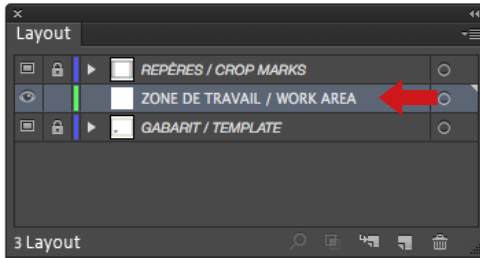 Layout
REPÈRES / CROP MARKS
ZONE DE TRAVAIL / WORK AREA
GABARIT / TEMPLATE
3 Layout